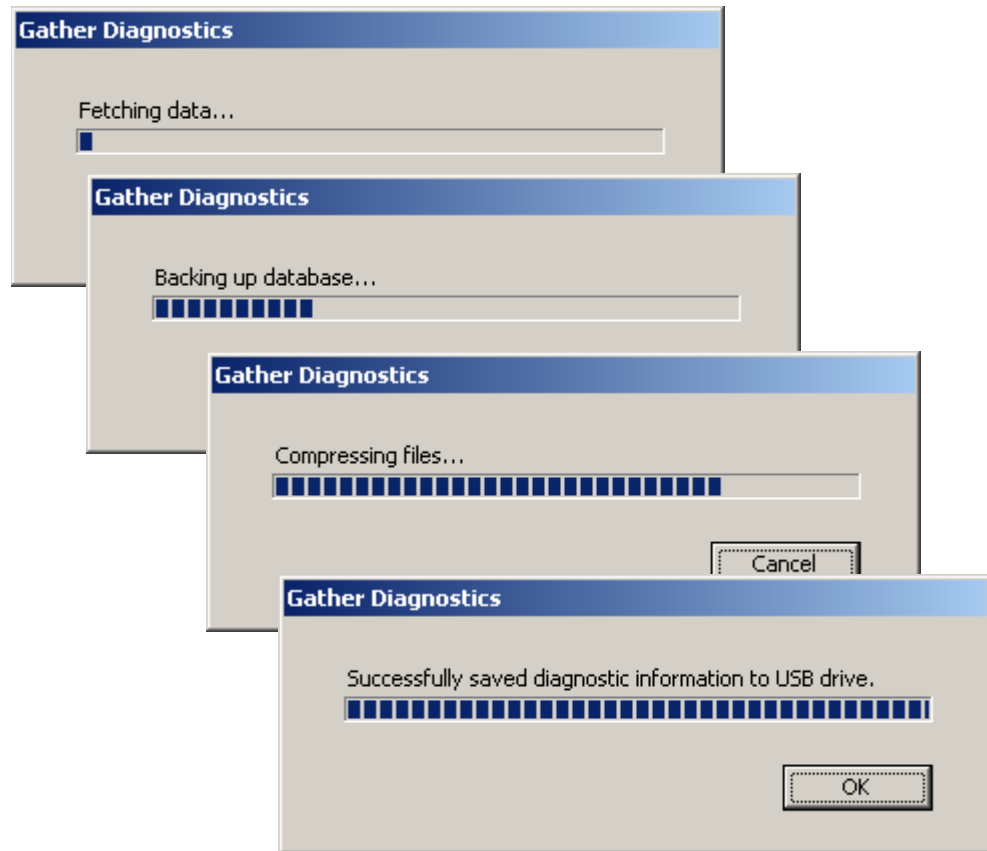 Gather Diagnostics
Fetching data...
Gather Diagnostics
Backing up database...
Gather Diagnostics
Compressing files...
Cancel
Gather Diagnostics
Successfully saved diagnostic information to USB drive.
OK